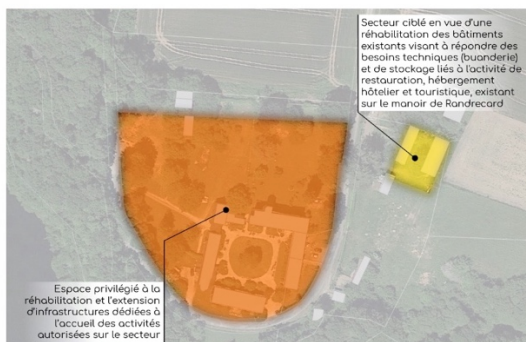 Secteur ciblé en vue d'une
réhabilitation des bâtiments
existants visant à répondre des
besoins techniques (buanderie)
et de stockage liés à l'activité de
restauration, hébergement
hôtelier et touristique, existant
sur le manoir de Randrecard
Espace privilégié à la
réhabilitation et l'extension
d'infrastructures dédiées à
l'accueil des activités
autorisées sur le secteur